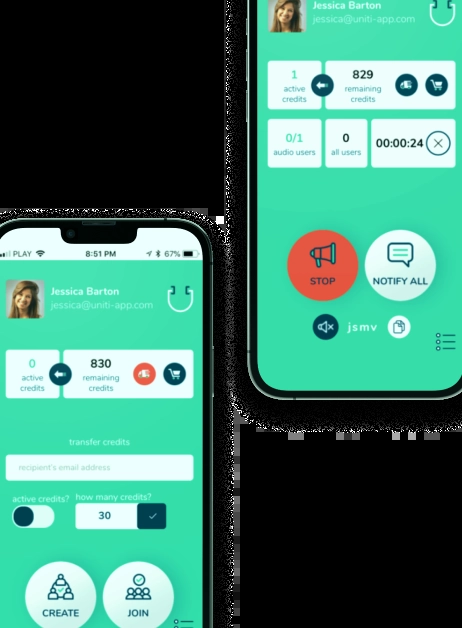 Jessica Barton
jessica@uniti-app.com
1
active
credits
829
remaining
credits
0/1
audio users
0
all users
00:00:24
STOP
NOTIFY ALL
jsmv
PLAY
8:51 PM
67%
Jessica Barton
jessica@uniti-app.com
0
active
credits
830
remaining
credits
transfer credits
recipient's email address
active credits?
how many credits?
30
CREATE
JOIN